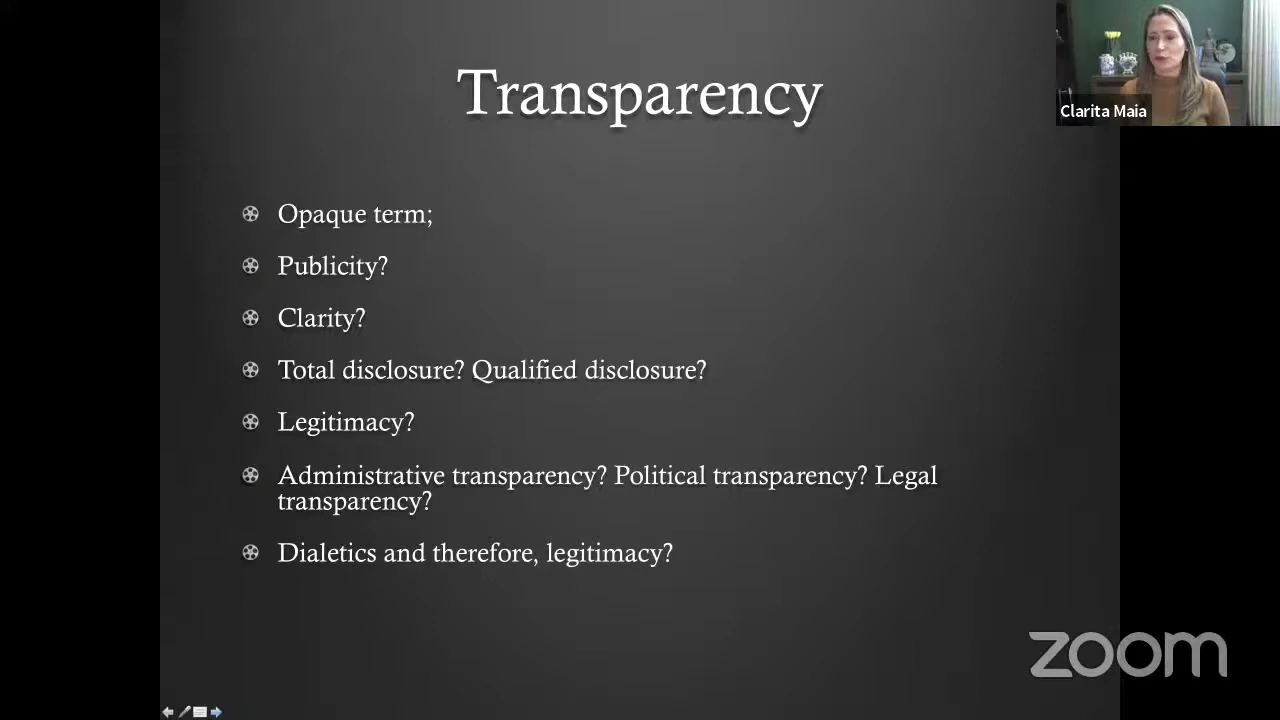 Transparency
Clarita Maia
Opaque term;
Publicity?
Clarity?
Total disclosure? Qualified disclosure?
Legitimacy?
Administrative transparency? Political transparency? Legal
transparency?
Dialetics and therefore, legitimacy?
zoom